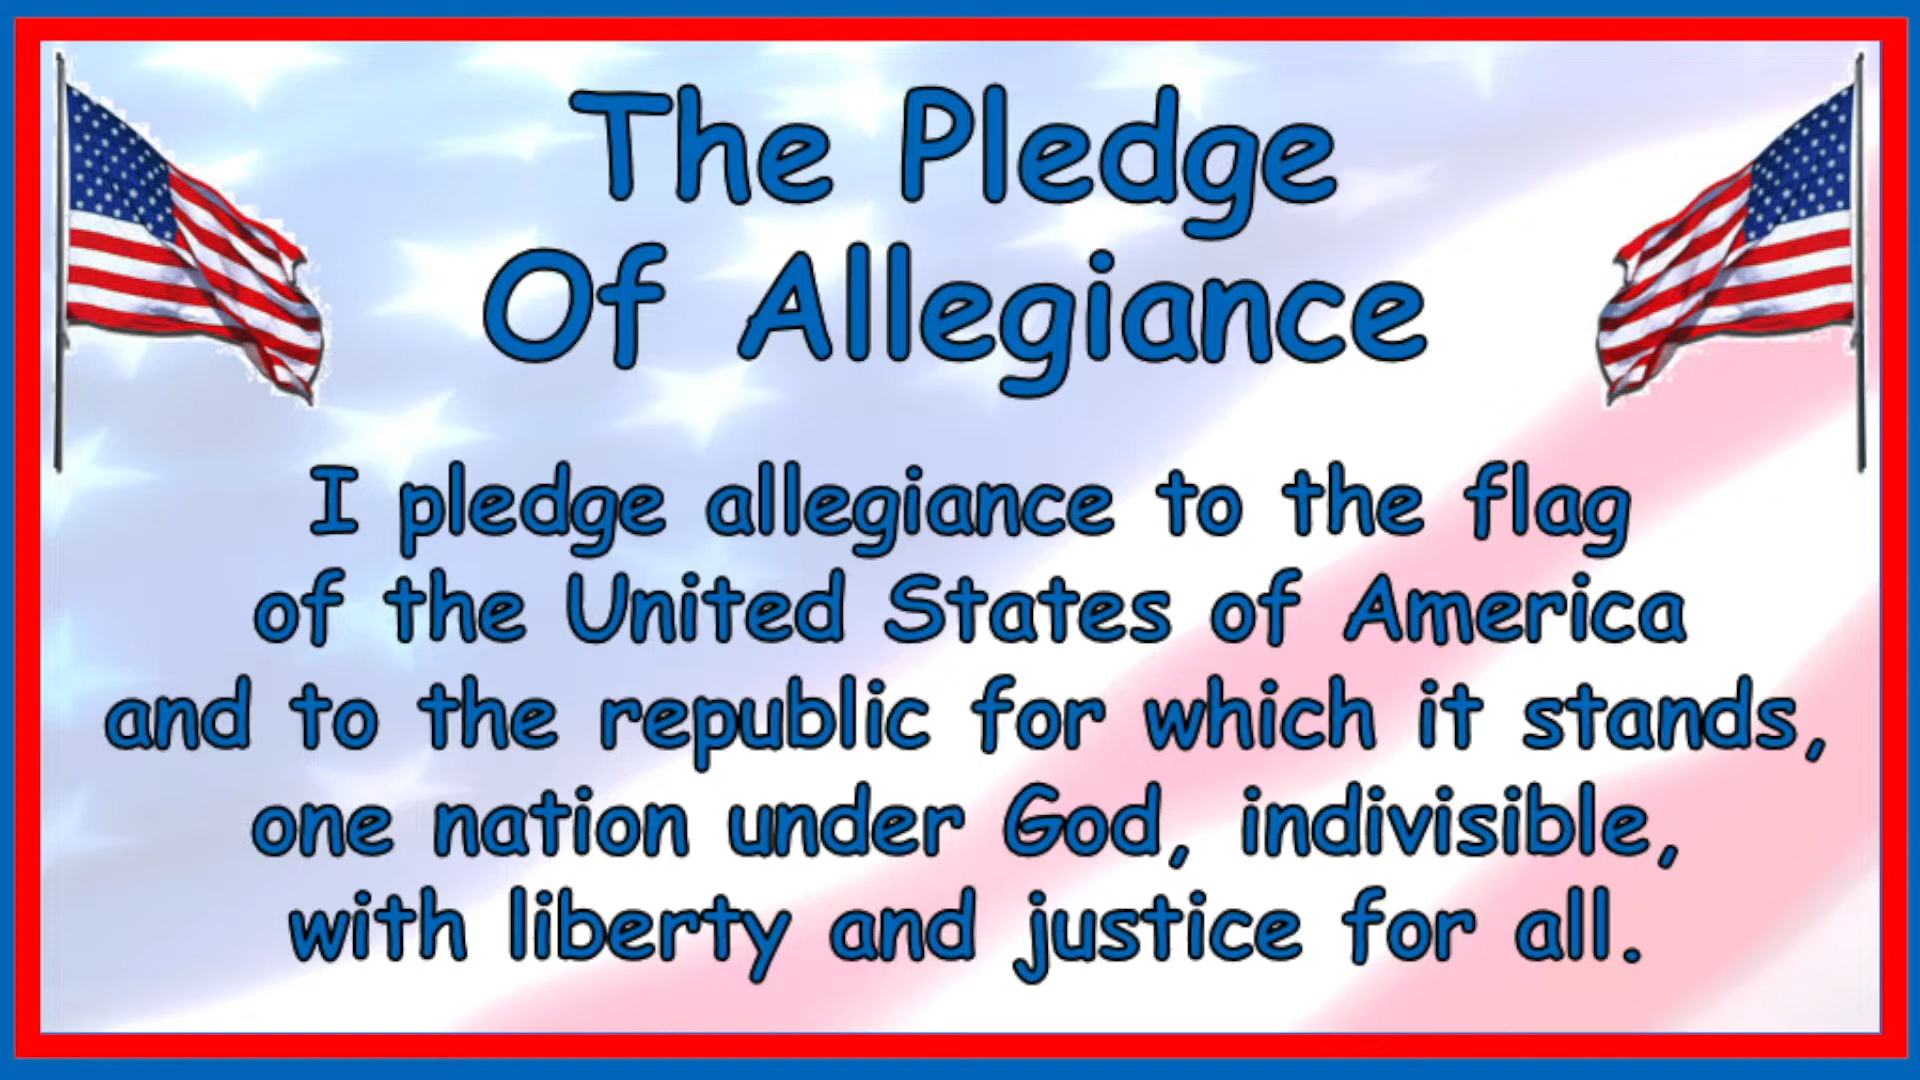 The Pledge
Of Allegiance
I pledge allegiance to the flag
of the United States of America
and to the republic for which it stands,
one nation under God, indivisible,
with liberty and justice for all.